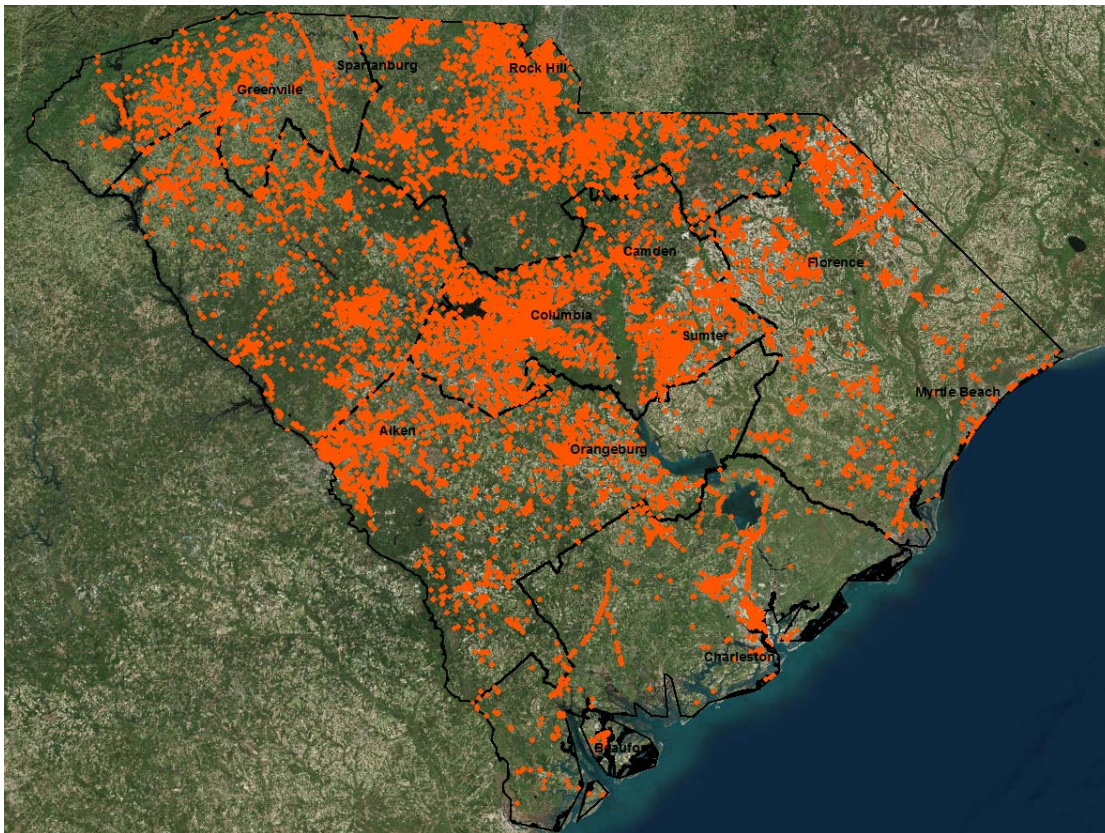 Spartanburg
Rock Hill
Greenville
Camden
Florence
Columbia
Sumter
Myrtle Beach
Aiken
Orangeburg
Charleston
Beaufort